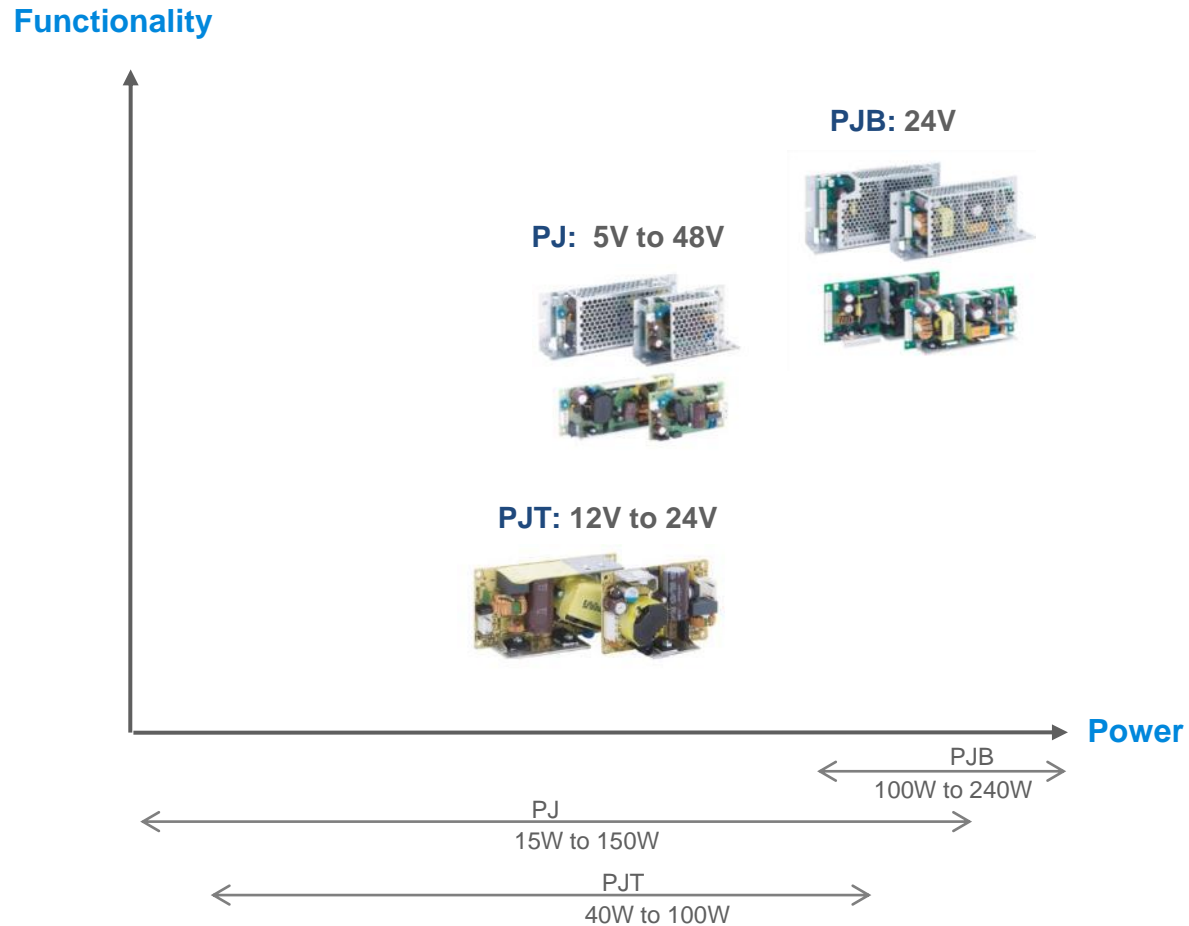 Functionality
PJB: 24V
PJ: 5V to 48V
PJT: 12V to 24V
Power
PJB
100W to 240W
PJ
15W to 150W
PJT
40W to 100W